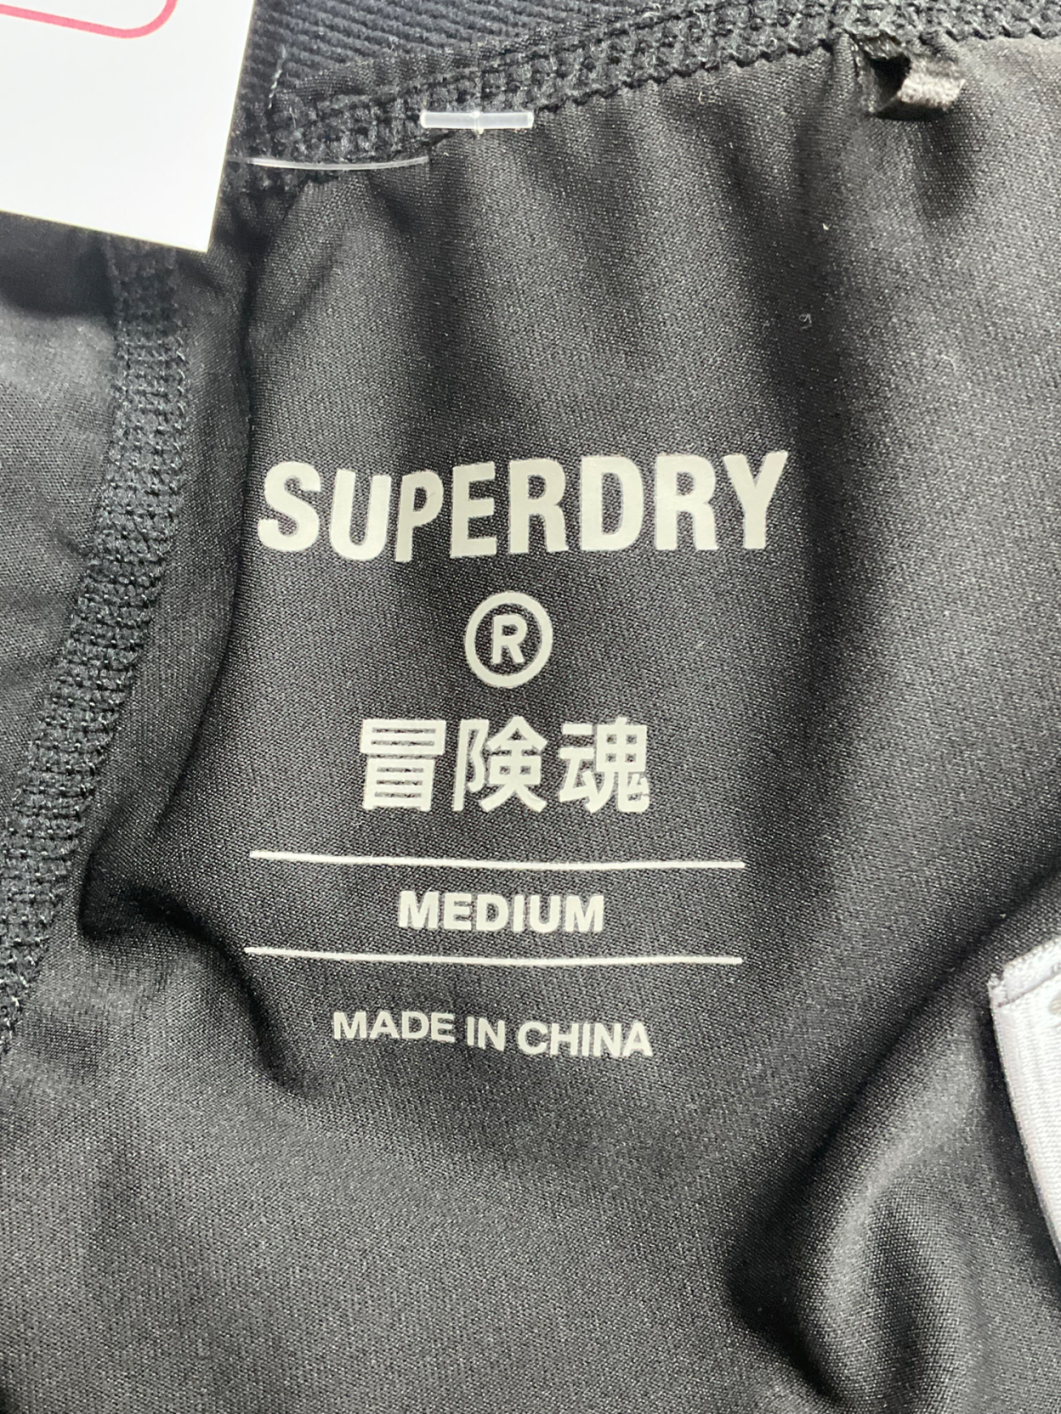 SUPERDRY
®
冒険魂
MEDIUM
MADE IN CHINA